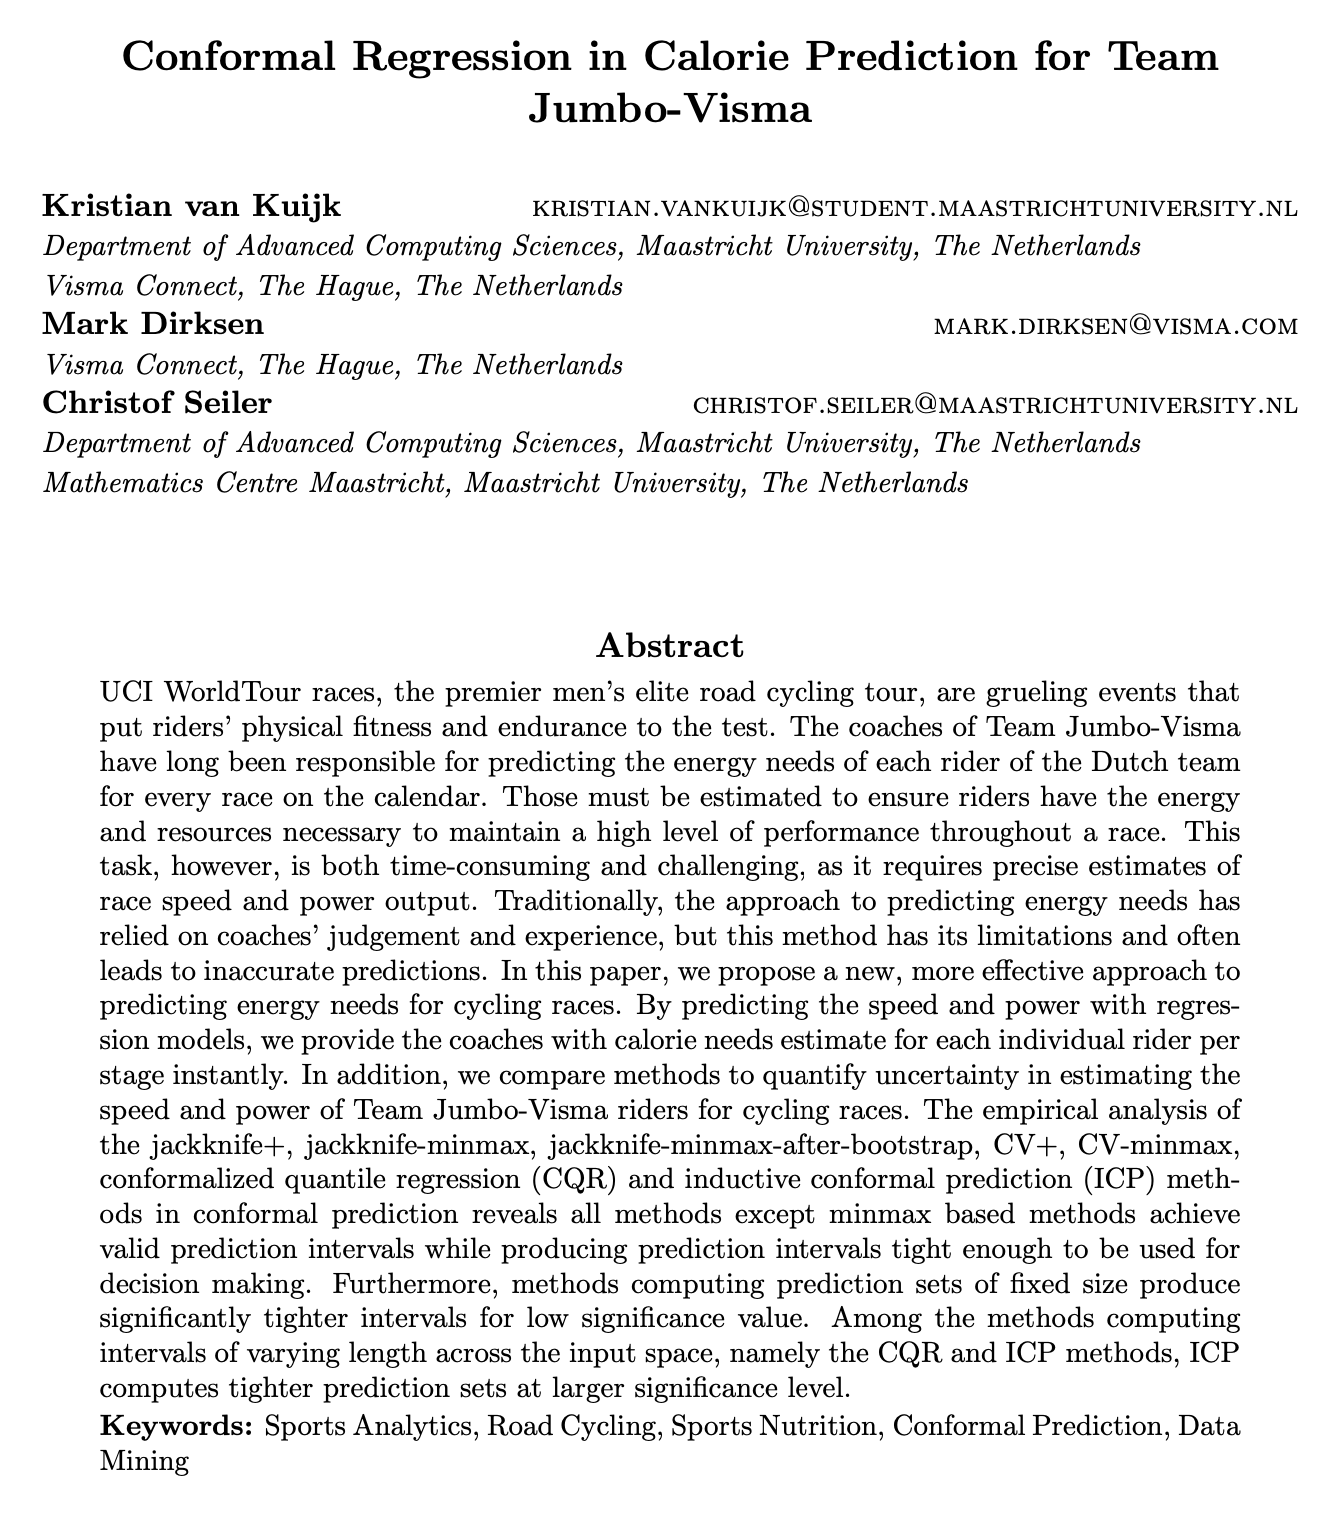 Conformal Regression in Calorie Prediction for Team
Jumbo-Visma
Kristian van Kuijk KRISTIAN.VANKUIJK@STUDENT.MAASTRICHTUNIVERSITY.NL
Department of Advanced Computing Sciences, Maastricht University, The Netherlands
Visma Connect, The Hague, The Netherlands
Mark Dirksen MARK.DIRKSEN@VISMA.COM
Visma Connect, The Hague, The Netherlands
Christof Seiler CHRISTOF.SEILER@MAASTRICHTUNIVERSITY.NL
Department of Advanced Computing Sciences, Maastricht University, The Netherlands
Mathematics Centre Maastricht, Maastricht University, The Netherlands
Abstract
UCI WorldTour races, the premier men's elite road cycling tour, are grueling events that
put riders' physical fitness and endurance to the test. The coaches of Team Jumbo-Visma
have long been responsible for predicting the energy needs of each rider of the Dutch team
for every race on the calendar. Those must be estimated to ensure riders have the energy
and resources necessary to maintain a high level of performance throughout a race. This
task, however, is both time-consuming and challenging, as it requires precise estimates of
race speed and power output. Traditionally, the approach to predicting energy needs has
relied on coaches' judgement and experience, but this method has its limitations and often
leads to inaccurate predictions. In this paper, we propose a new, more effective approach to
predicting energy needs for cycling races. By predicting the speed and power with regres-
sion models, we provide the coaches with calorie needs estimate for each individual rider per
stage instantly. In addition, we compare methods to quantify uncertainty in estimating the
speed and power of Team Jumbo-Visma riders for cycling races. The empirical analysis of
the jackknife+, jackknife-minmax, jackknife-minmax-after-bootstrap, CV+, CV-minmax,
conformalized quantile regression (CQR) and inductive conformal prediction (ICP) meth-
ods in conformal prediction reveals all methods except minmax based methods achieve
valid prediction intervals while producing prediction intervals tight enough to be used for
decision making. Furthermore, methods computing prediction sets of fixed size produce
significantly tighter intervals for low significance value. Among the methods computing
intervals of varying length across the input space, namely the CQR and ICP methods, ICP
computes tighter prediction sets at larger significance level.
Keywords: Sports Analytics, Road Cycling, Sports Nutrition, Conformal Prediction, Data
Mining